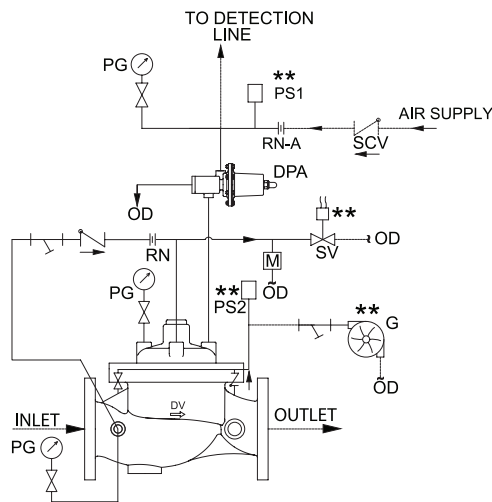 TO DETECTION
LINE
PG
**
PS1
AIR SUPPLY
RN-A
SCV
DPA
OD
**
RN
SV
OD
M
PG
**
PS2
OD
**
G
OD
DV
INLET
OUTLET
PG